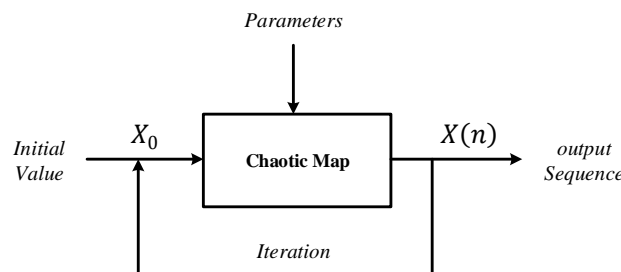 Parameters
Initial
Value
X₀
Chaotic Map
X(n)
output
Sequence
Iteration